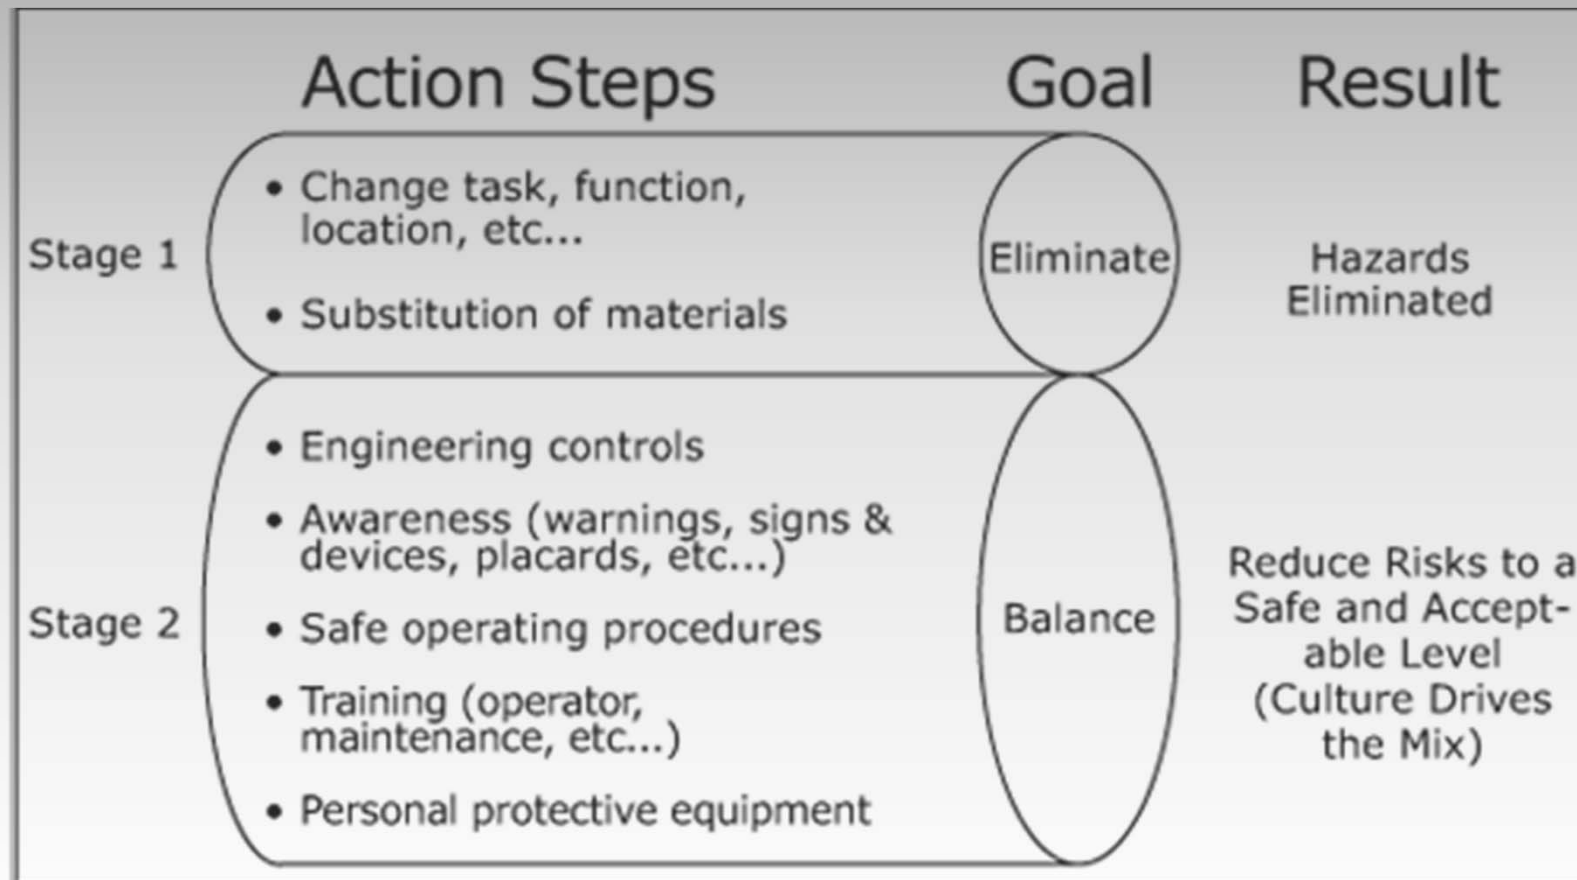 Action Steps Goal Result
Stage 1
• Change task, function,
location, etc...
• Substitution of materials
Eliminate
Hazards
Eliminated
Stage 2
• Engineering controls
• Awareness (warnings, signs &
devices, placards, etc...)
• Safe operating procedures
• Training (operator,
maintenance, etc...)
• Personal protective equipment
Balance
Reduce Risks to a
Safe and Accept-
able Level
(Culture Drives
the Mix)